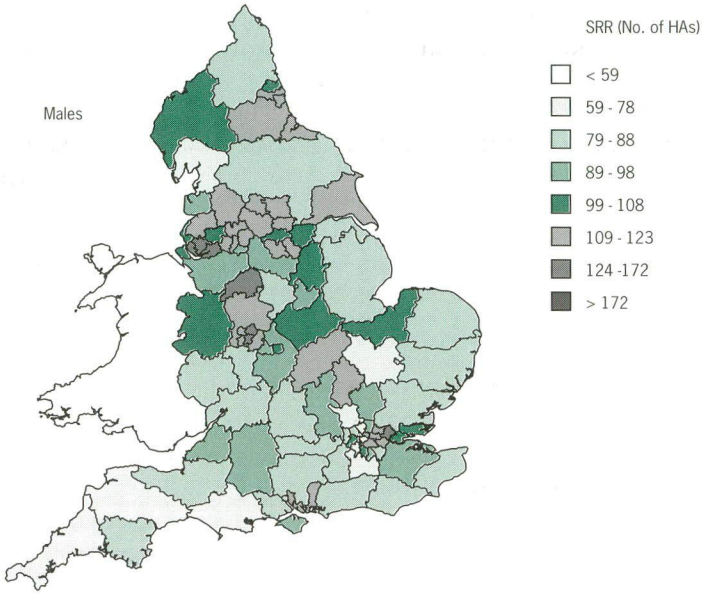 SRR (No. of HAs)
Males
< 59
59 - 78
79 - 88
89 - 98
99 - 108
109 - 123
124 -172
> 172